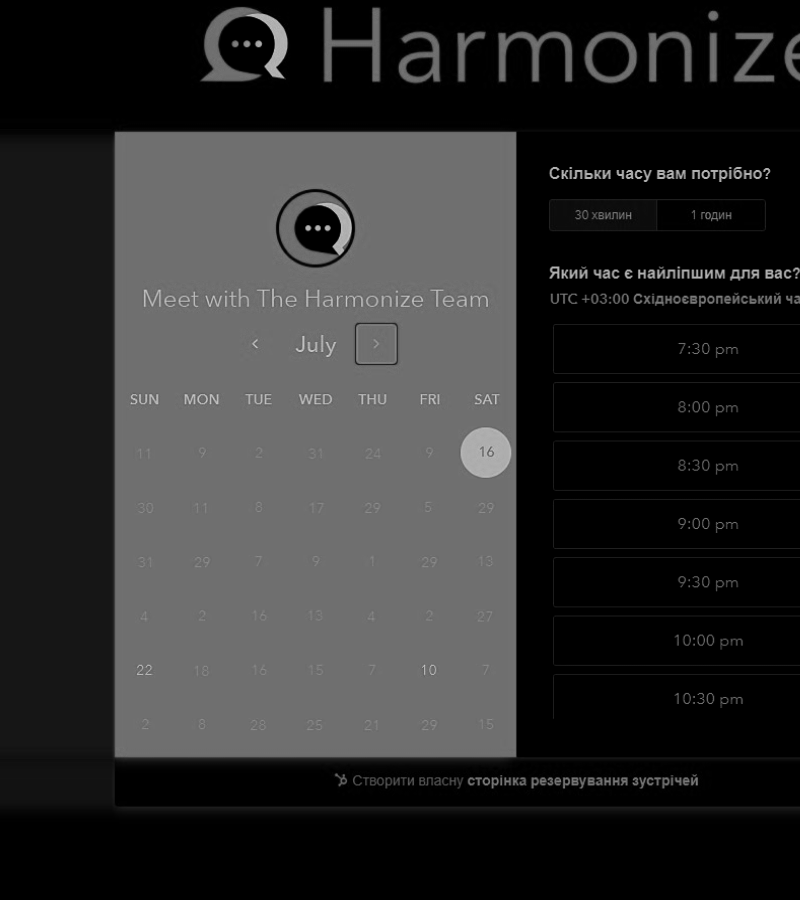 Harmonize
Meet with The Harmonize Team
‹ July ›
SUN MON TUE WED THU FRI SAT
11 9 2 31 24 9 16
30 11 8 17 29 5 29
31 29 7 9 1 29 13
4 2 16 13 4 2 27
22 18 16 15 7 10 7
2 8 28 25 21 29 15
Скільки часу вам потрібно?
30 хвилин 1 годин
Який час є найліпшим для вас?
UTC +03:00 Східноєвропейський
7:30 pm
8:00 pm
8:30 pm
9:00 pm
9:30 pm
10:00 pm
10:30 pm
Створити власну сторінка резервування зустрічей